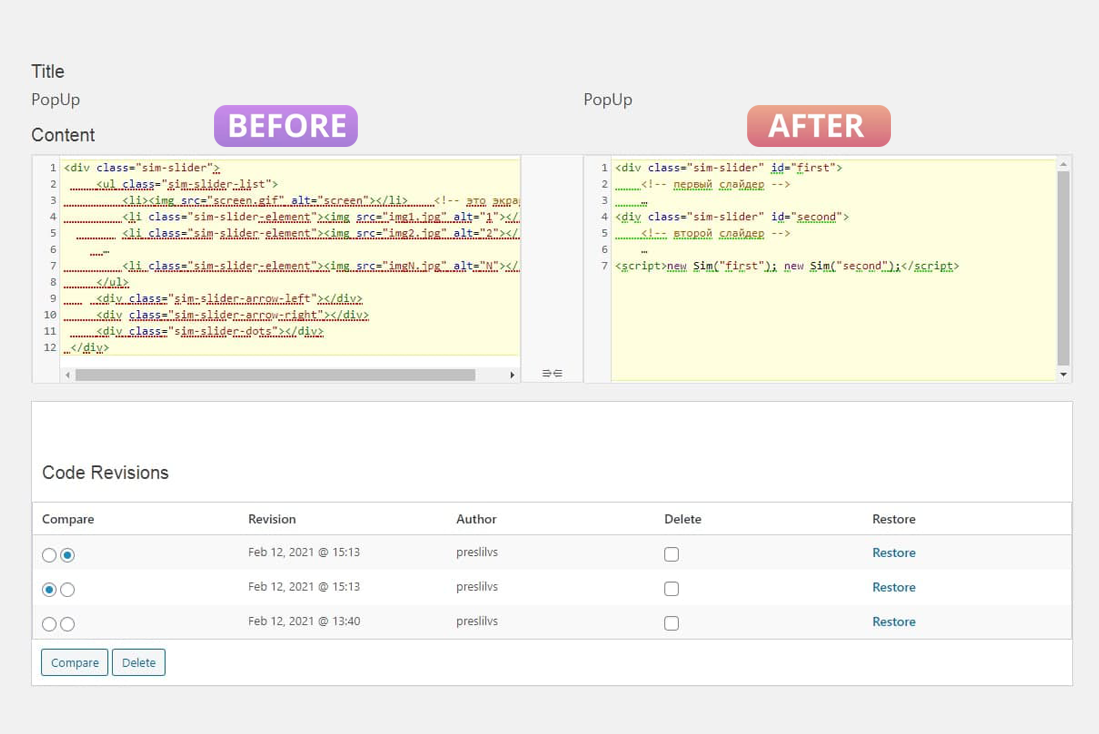 Title
PopUp
PopUp
BEFORE
AFTER
Content
1 <div class="sim-slider">
2 <ul class="sim-slider-list">
3 <li><img src="screen.gif" alt="screen"></li> <!-- это экра
4 <li class="sim-slider-element"><img src="img1.jpg" alt="1"></
5 <li class="sim-slider-element"><img src="img2.jpg" alt="2"></
6 …
7 <li class="sim-slider-element"><img src="imgN.jpg" alt="N"></
8 </ul>
9 <div class="sim-slider-arrow-left"></div>
10 <div class="sim-slider-arrow-right"></div>
11 <div class="sim-slider-dots"></div>
12 </div>
1 <div class="sim-slider" id="first">
2 <!-- первый слайдер -->
3 …
4 <div class="sim-slider" id="second">
5 <!-- второй слайдер -->
6 …
7 <script>new Sim("first"); new Sim("second");</script>
Code Revisions
Compare Revision Author Delete Restore
Feb 12, 2021 @ 15:13 preslilvs Restore
Feb 12, 2021 @ 15:13 preslilvs Restore
Feb 12, 2021 @ 13:40 preslilvs Restore
Compare Delete